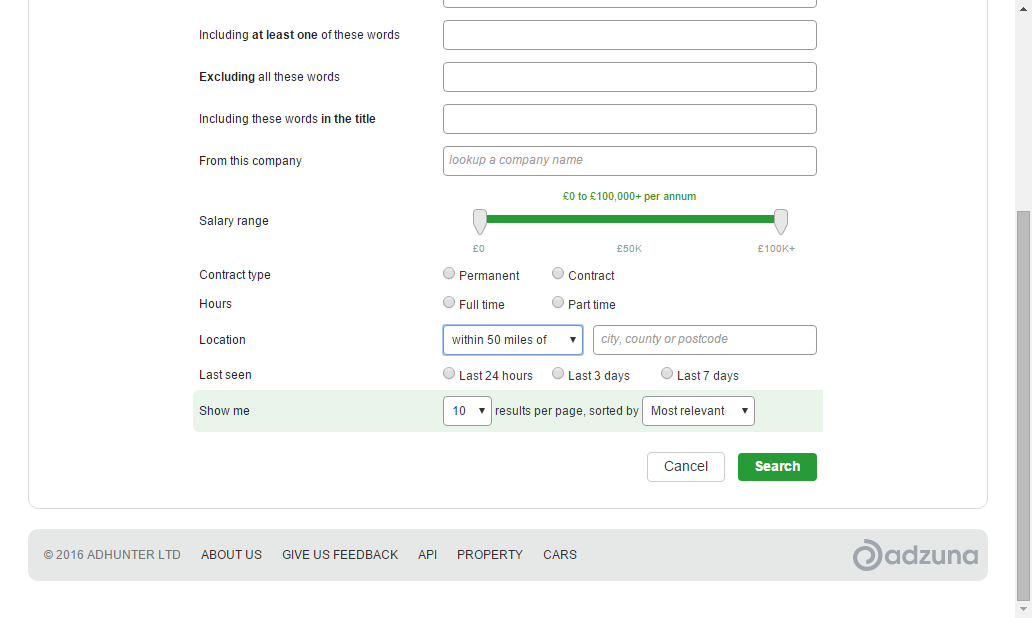 Including at least one of these words
Excluding all these words
Including these words in the title
From this company lookup a company name
£0 to £100,000+ per annum
Salary range
£0 £50K £100K+
Contract type Permanent Contract
Hours Full time Part time
Location within 50 miles of city, county or postcode
Last seen Last 24 hours Last 3 days Last 7 days
Show me 10 results per page, sorted by Most relevant
Cancel Search
© 2016 ADHUNTER LTD ABOUT US GIVE US FEEDBACK API PROPERTY CARS adzuna